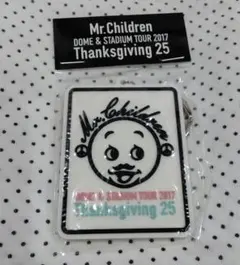 Mr.Children
DOME & STADIUM TOUR 2017
Thanksgiving 25
Mr.Children
DOME & STADIUM TOUR 2017
Thanksgiving 25